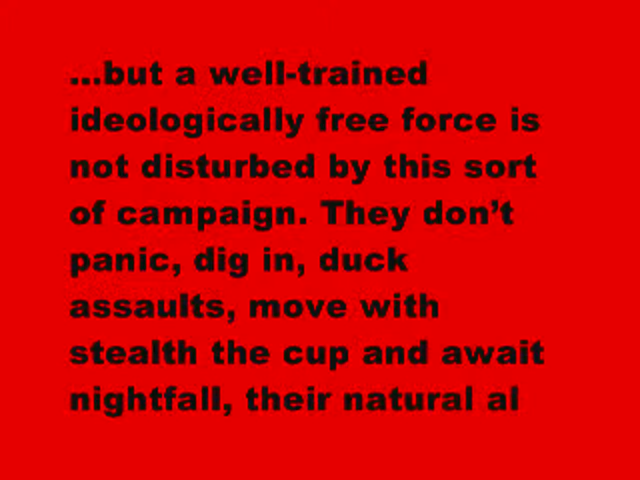 ...but a well-trained
ideologically free force is
not disturbed by this sort
of campaign. They don’t
panic, dig in, duck
assaults, move with
stealth the cup and await
nightfall, their natural al